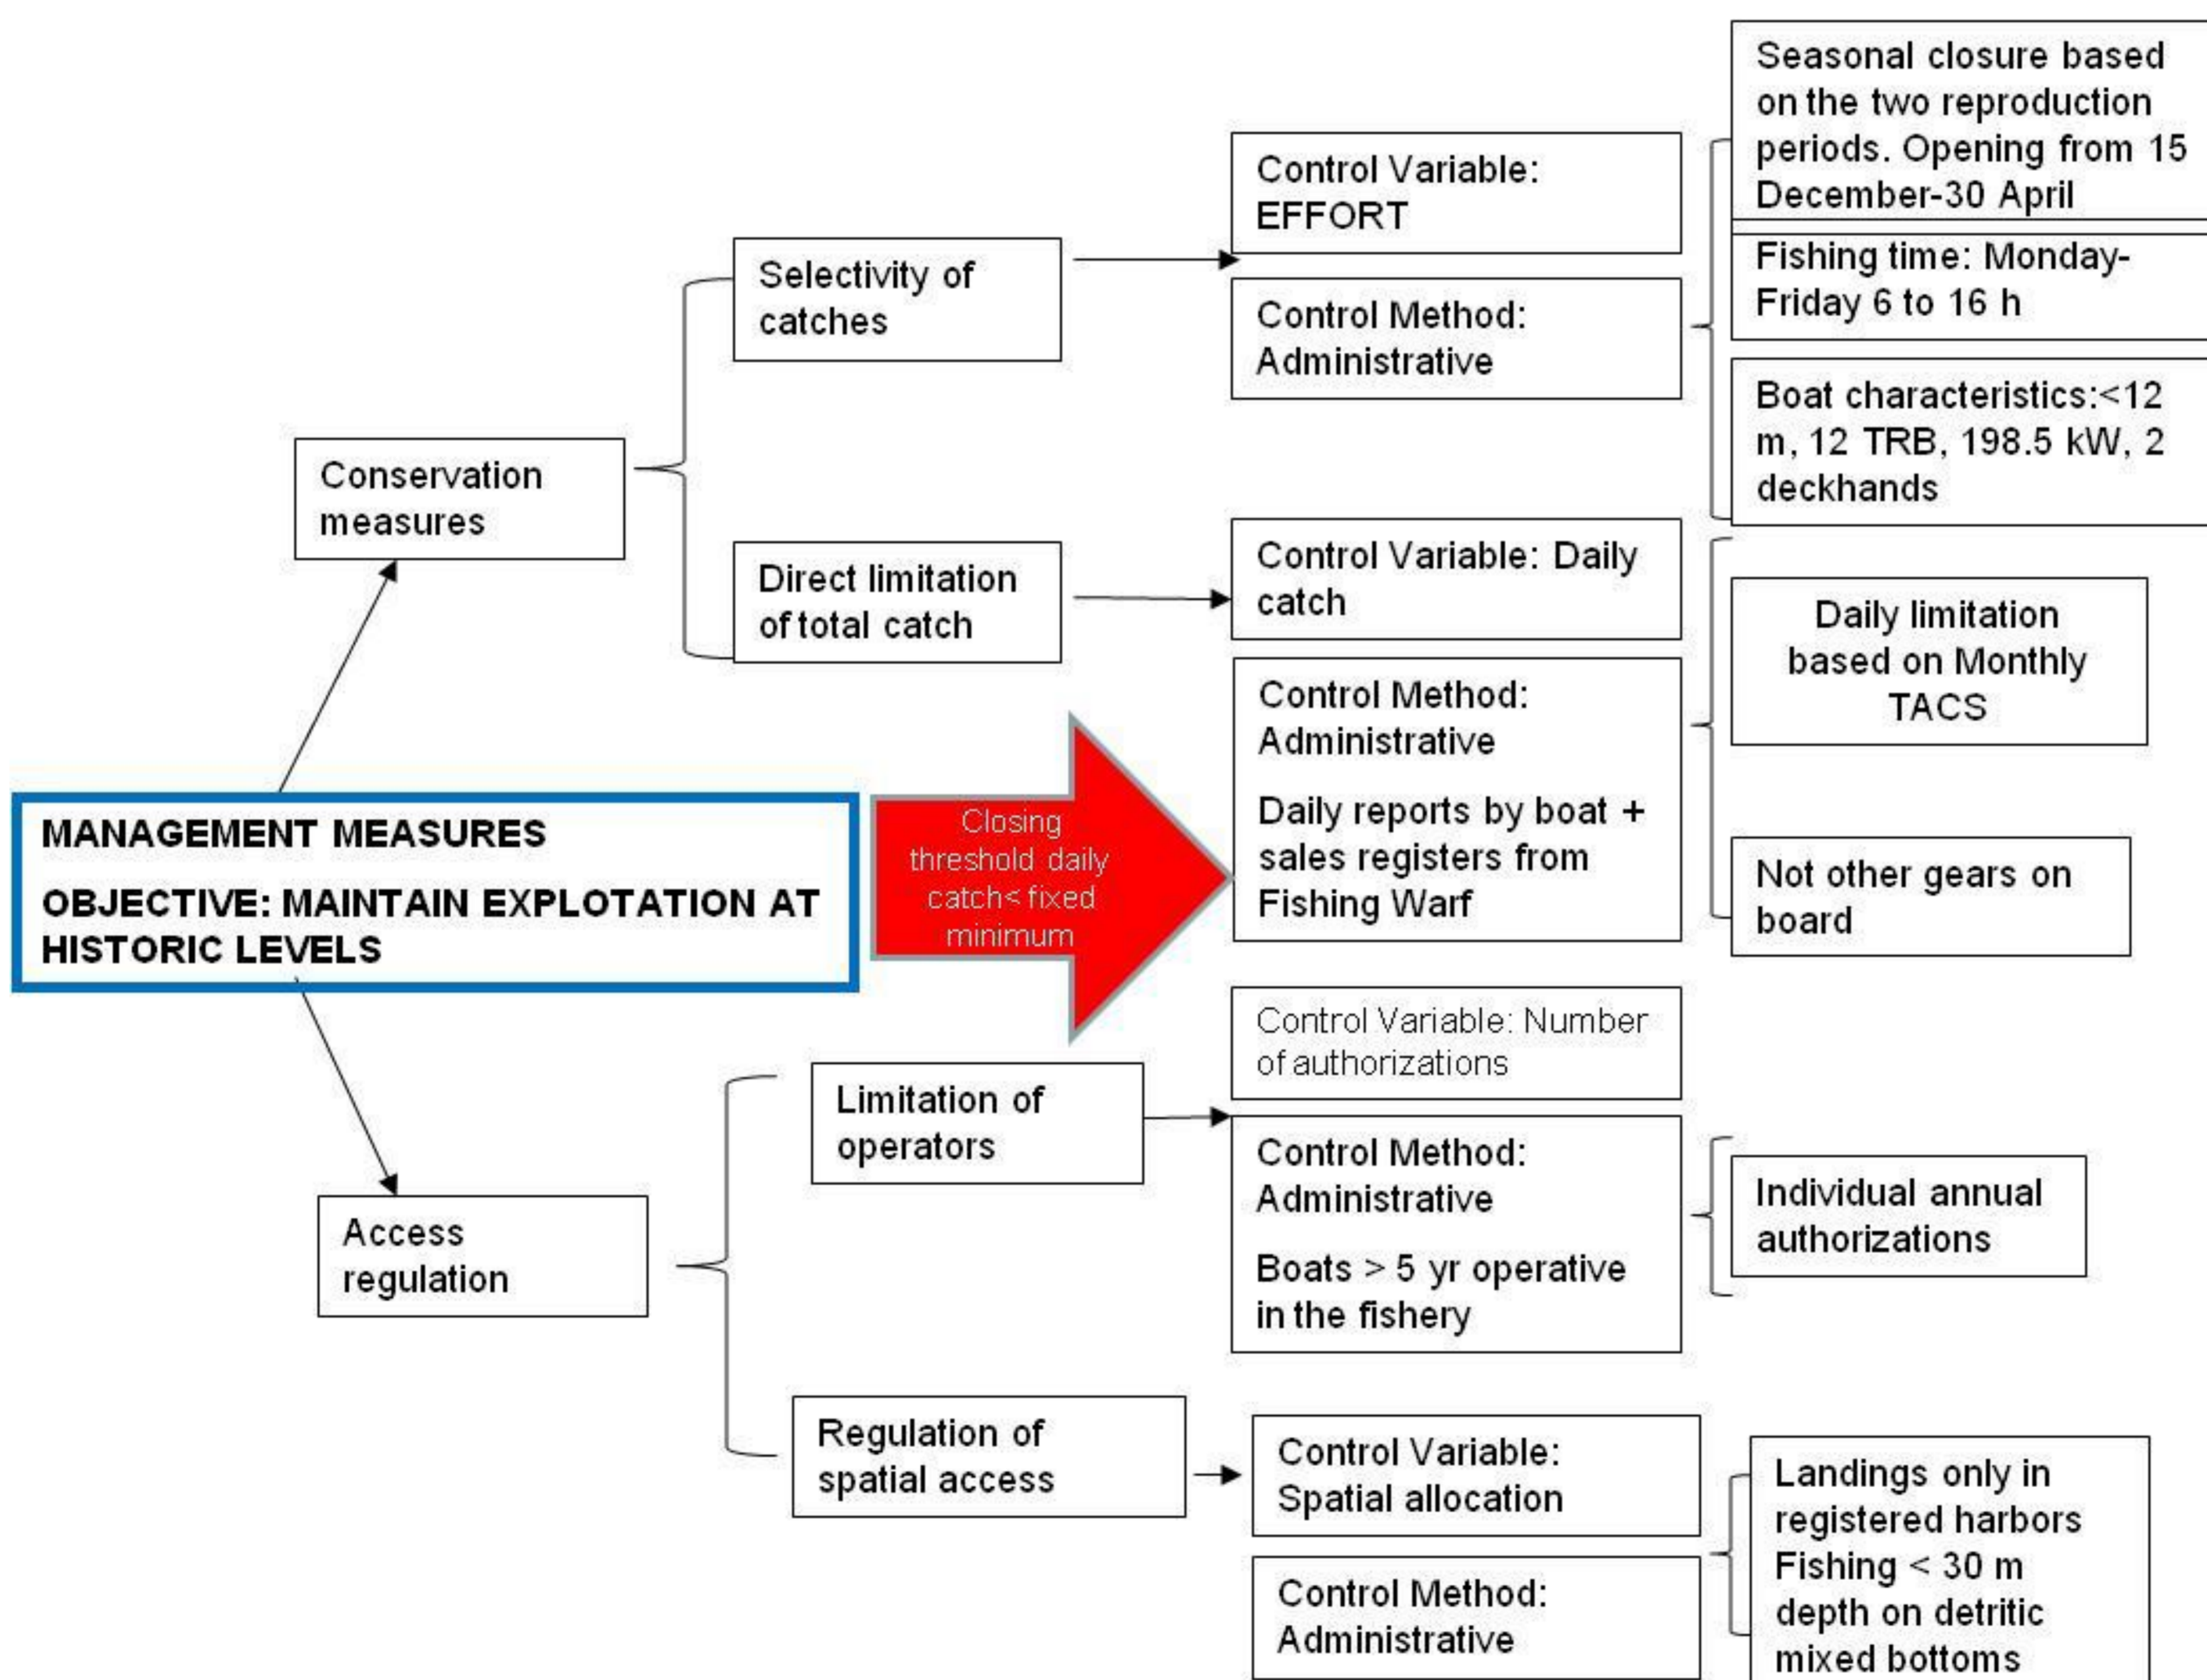 Seasonal closure based
on the two reproduction
periods. Opening from 15
December-30 April
Control Variable:
EFFORT
Fishing time: Monday-
Friday 6 to 16 h
Selectivity of
catches
Control Method:
Administrative
Boat characteristics:<12
m, 12 TRB, 198.5 kW, 2
deckhands
Conservation
measures
Direct limitation
of total catch
Control Variable: Daily
catch
Daily limitation
based on Monthly
TACS
Control Method:
Administrative
Daily reports by boat +
sales registers from
Fishing Warf
MANAGEMENT MEASURES
OBJECTIVE: MAINTAIN EXPLOTATION AT
HISTORIC LEVELS
Closing
threshold daily
catch< fixed
minimum
Not other gears on
board
Control Variable: Number
of authorizations
Limitation of
operators
Control Method:
Administrative
Boats > 5 yr operative
in the fishery
Individual annual
authorizations
Access
regulation
Regulation of
spatial access
Control Variable:
Spatial allocation
Control Method:
Administrative
Landings only in
registered harbors
Fishing < 30 m
depth on detritic
mixed bottoms